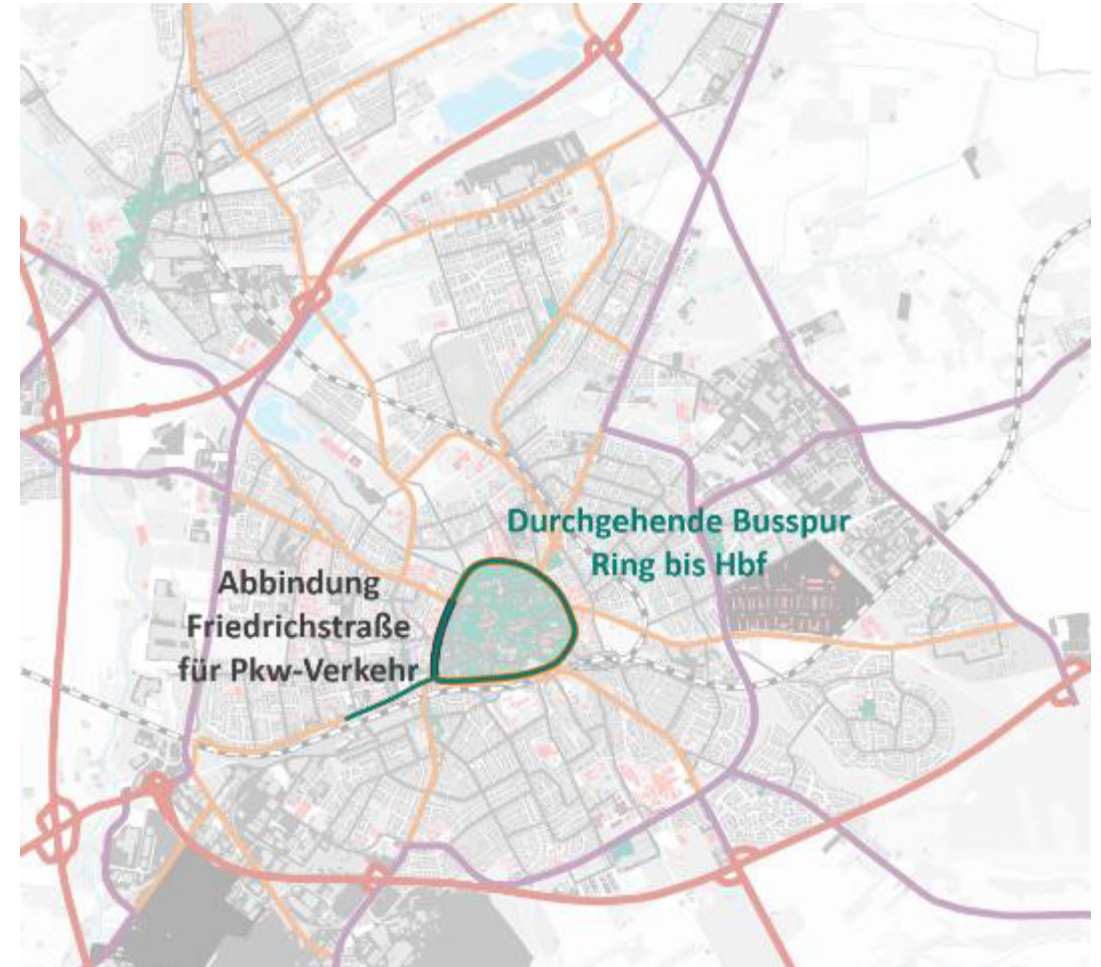 Durchgehende Busspur
Ring bis Hbf
Abbindung
Friedrichstraße
für Pkw-Verkehr